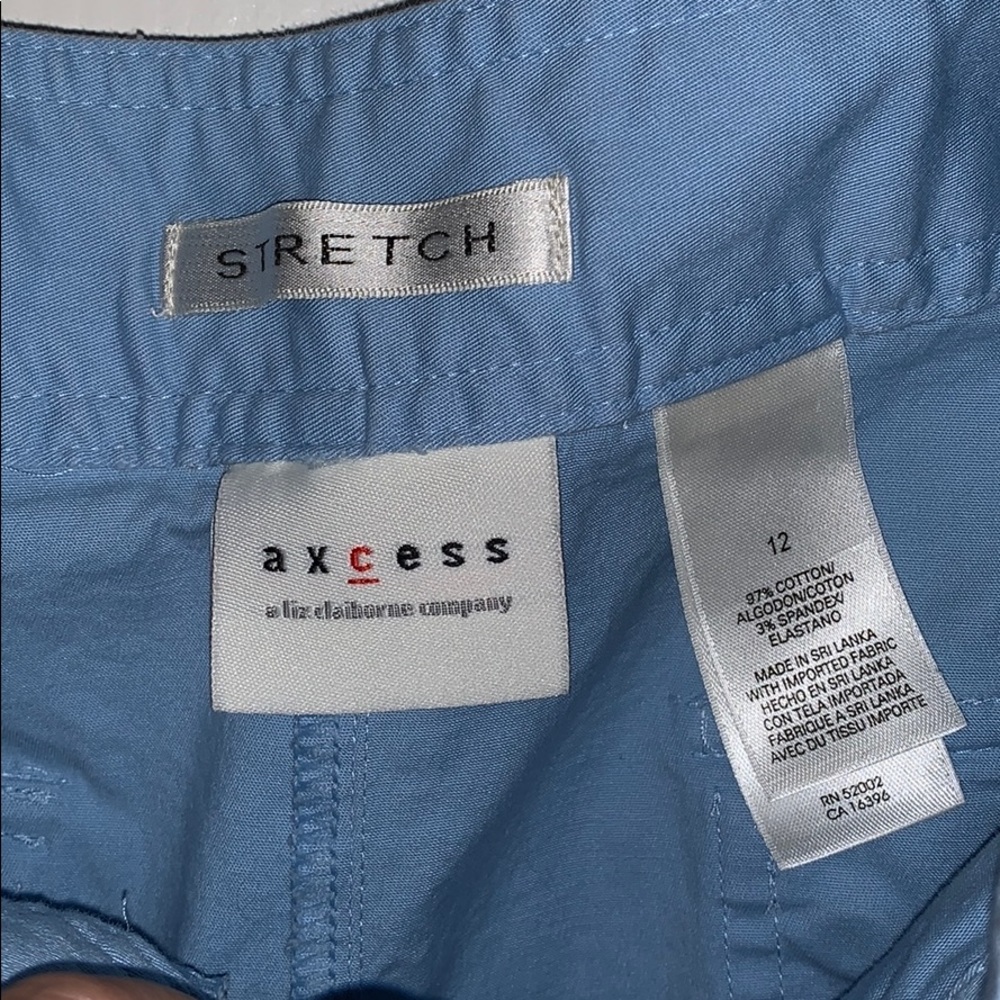 STRETCH
axcess
a liz claiborne company
12
97% COTTON/
ALGODON/COTON
3% SPANDEX/
ELASTANO
MADE IN SRI LANKA
WITH IMPORTED FABRIC
HECHO EN SRI LANKA
CON TELA IMPORTADA
FABRIQUE A SRI LANKA
AVEC DU TISSU IMPORTE
RN 52002
CA 16396